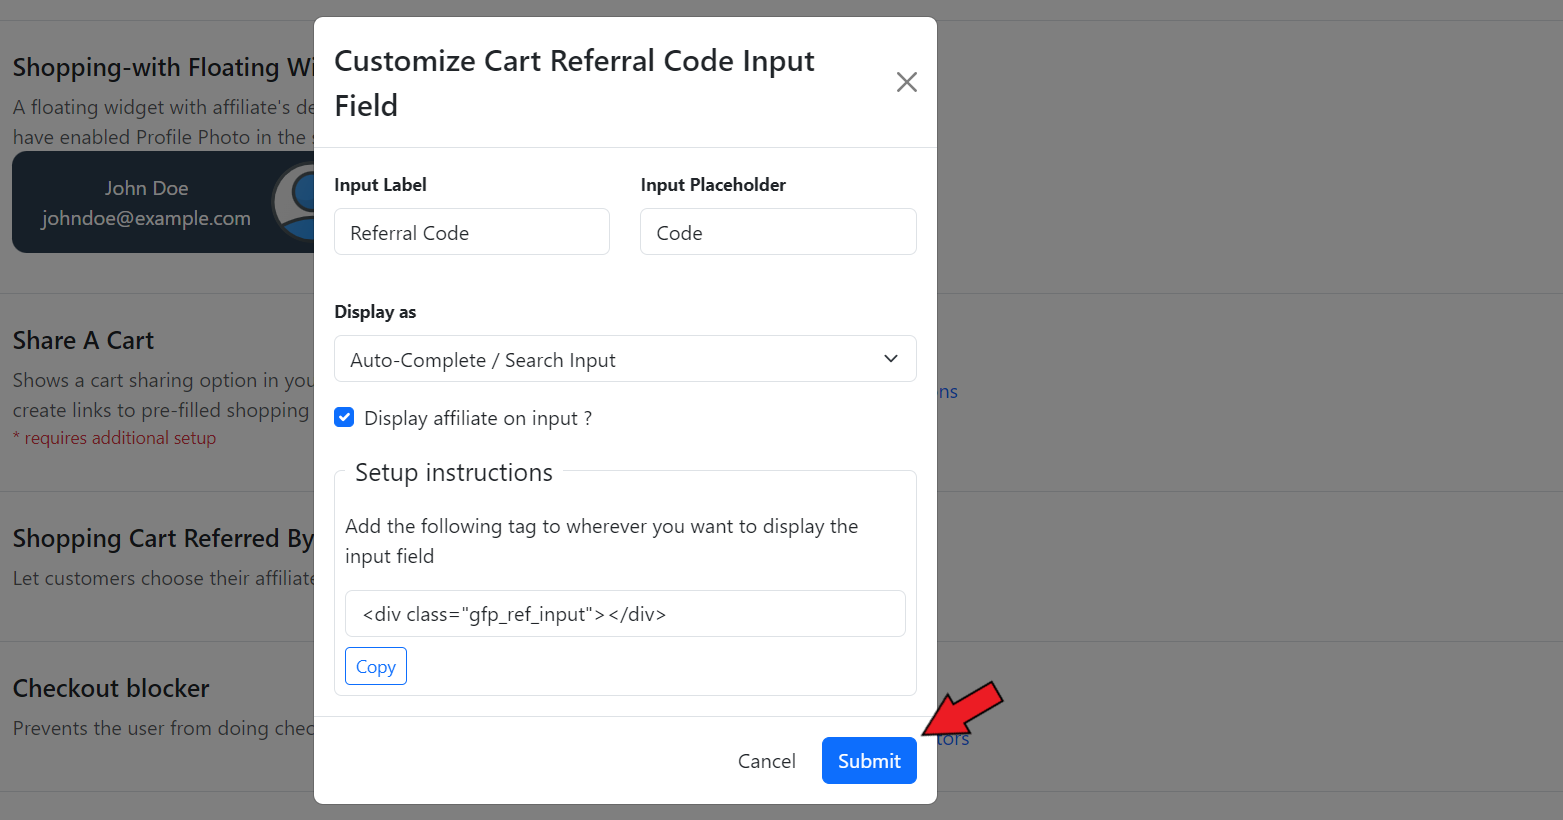 Customize Cart Referral Code Input
Field
Input Label
Input Placeholder
Referral Code
Code
Display as
Auto-Complete / Search Input
Display affiliate on input ?
Setup instructions
Add the following tag to wherever you want to display the
input field
<div class="gfp_ref_input"></div>
Copy
Cancel
Submit
Shopping-with Floating Wi
A floating widget with affiliate's de
have enabled Profile Photo in the
John Doe
johndoe@example.com
Share A Cart
Shows a cart sharing option in you
create links to pre-filled shopping
* requires additional setup
ns
Shopping Cart Referred By
Let customers choose their affiliate
Checkout blocker
Prevents the user from doing chec
tors